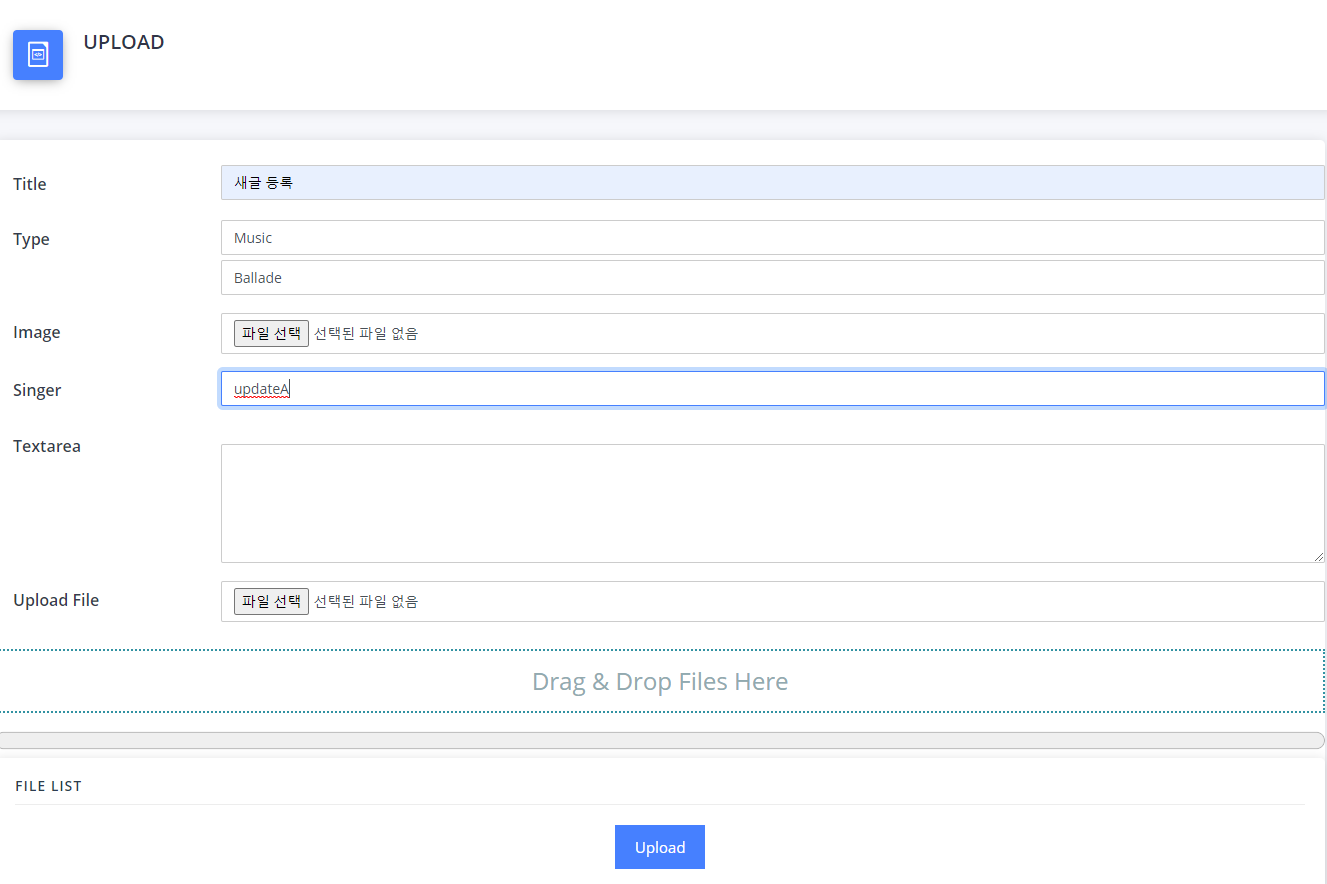 UPLOAD
Title
새글 등록
Type
Music
Ballade
Image
파일 선택 선택된 파일 없음
Singer
updateA
Textarea
Upload File
파일 선택 선택된 파일 없음
Drag & Drop Files Here
FILE LIST
Upload